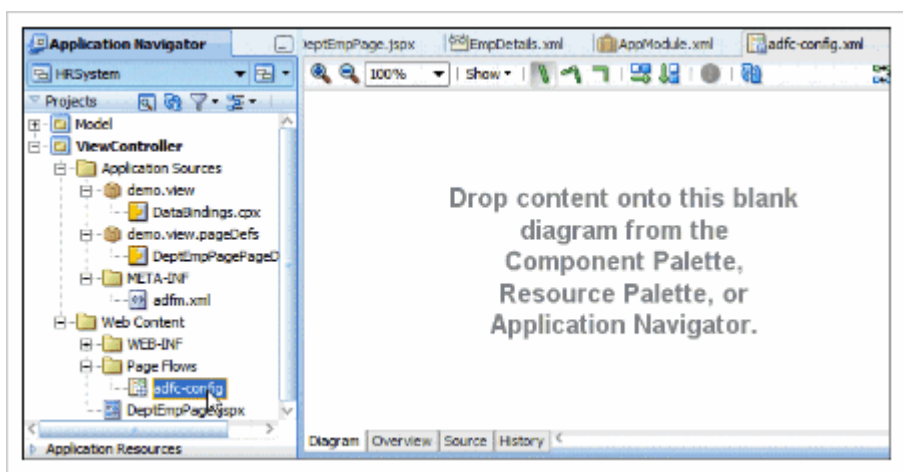 Application Navigator
eptEmpPage.jspx EmpDetails.xml AppModule.xml adfc-config.xml
HRSystem
100% Show
Projects
Model
ViewController
Application Sources
demo.view
DataBindings.cpx
demo.view.pageDefs
DeptEmpPagePageD
META-INF
adfm.xml
Web Content
WEB-INF
Page Flows
adfc-config
DeptEmpPage.jspx
Application Resources
Drop content onto this blank
diagram from the
Component Palette,
Resource Palette, or
Application Navigator.
Diagram Overview Source History